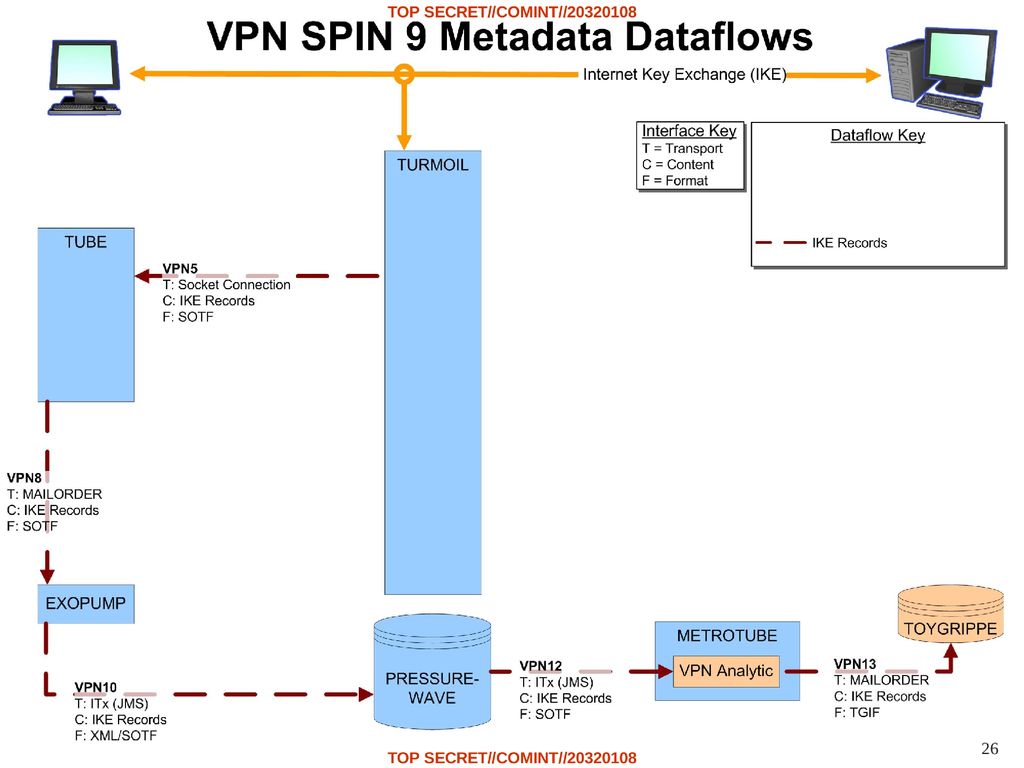 TOP SECRET//COMINT//20320108
VPN SPIN 9 Metadata Dataflows
Internet Key Exchange (IKE)
Interface Key
T = Transport
C = Content
F = Format
Dataflow Key
IKE Records
TURMOIL
TUBE
VPN5
T: Socket Connection
C: IKE Records
F: SOTF
VPN8
T: MAILORDER
C: IKE Records
F: SOTF
EXOPUMP
VPN10
T: ITx (JMS)
C: IKE Records
F: XML/SOTF
PRESSURE-
WAVE
VPN12
T: ITx (JMS)
C: IKE Records
F: SOTF
METROTUBE
VPN Analytic
VPN13
T: MAILORDER
C: IKE Records
F: TGIF
TOYGRIPPE
26
TOP SECRET//COMINT//20320108